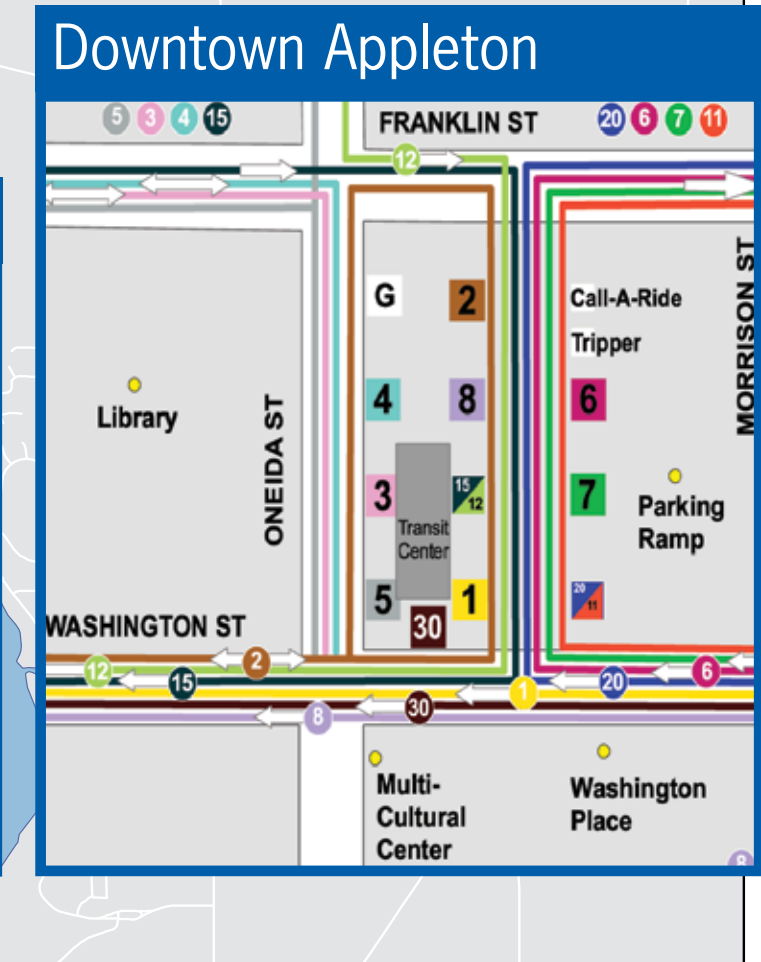 Downtown Appleton
5 3 4 15
FRANKLIN ST
20 6 7 11
12
G
2
Call-A-Ride
Tripper
MORRISON ST
Library
ONEIDA ST
4
8
6
3
15
12
7
Parking
Ramp
Transit
Center
5
1
20
11
30
WASHINGTON ST
2
12
15
6
20
1
30
8
Multi-
Cultural
Center
Washington
Place
8